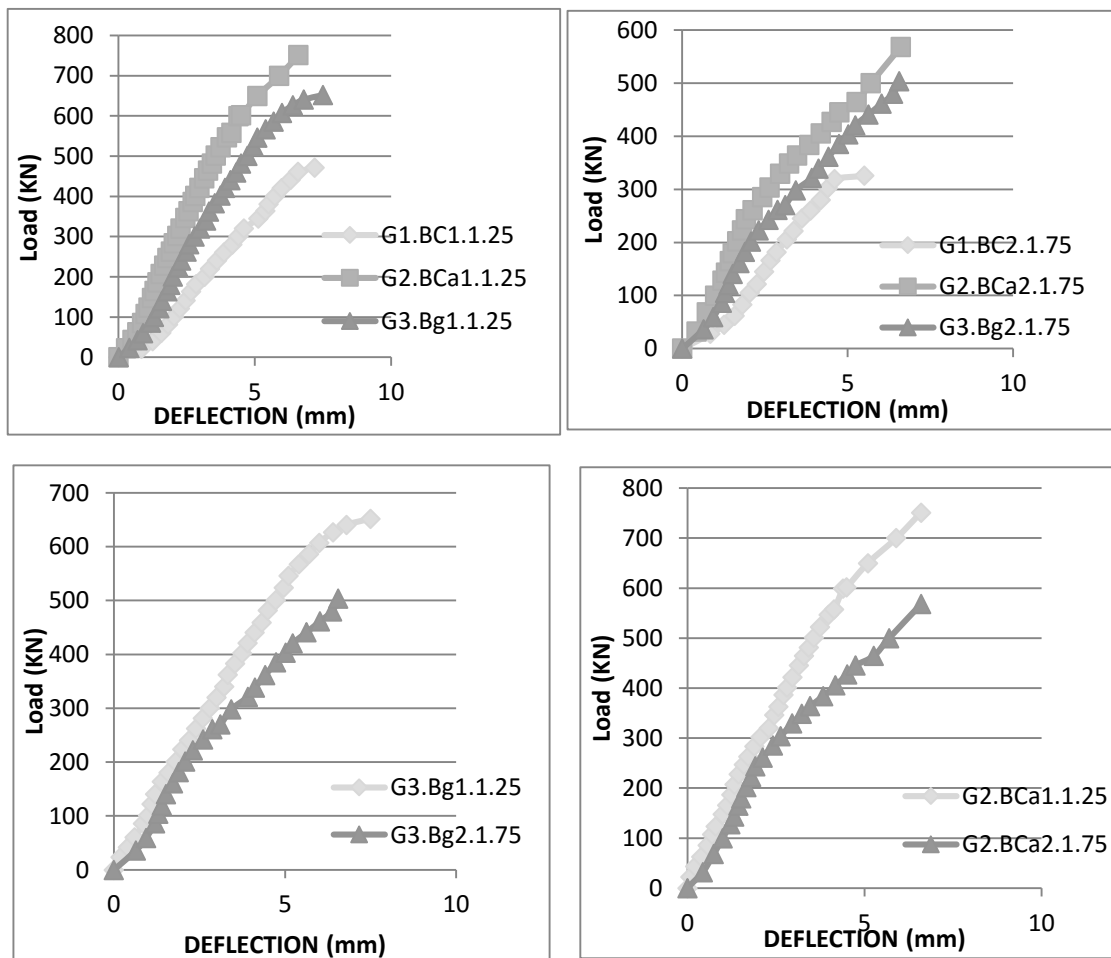 800
700
600
500
400
300
200
100
0
Load (KN)
G1.BC1.1.25
G2.BCa1.1.25
G3.Bg1.1.25
0 5 10
DEFLECTION (mm)
600
500
400
300
200
100
0
Load (KN)
G1.BC2.1.75
G2.BCa2.1.75
G3.Bg2.1.75
0 5 10
DEFLECTION (mm)
700
600
500
400
300
200
100
0
Load (KN)
G3.Bg1.1.25
G3.Bg2.1.75
0 5 10
DEFLECTION (mm)
800
700
600
500
400
300
200
100
0
Load (KN)
G2.BCa1.1.25
G2.BCa2.1.75
0 5 10
DEFLECTION (mm)